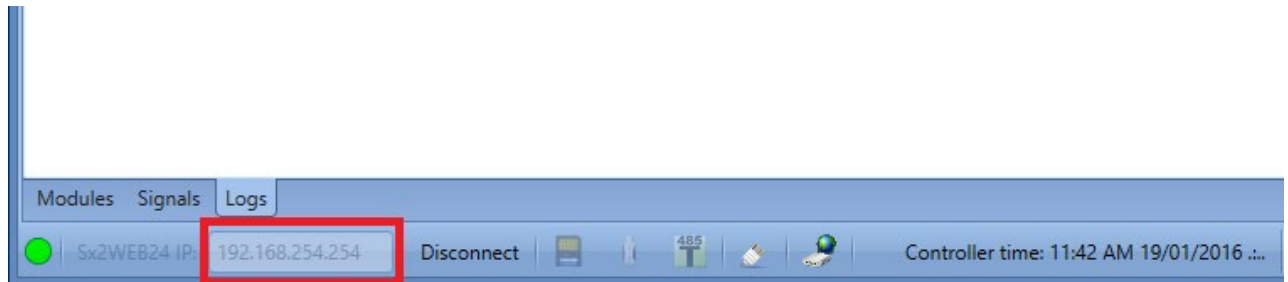 Modules Signals Logs
Sx2WEB24 IP: 192.168.254.254 Disconnect 485 Controller time: 11:42 AM 19/01/2016 .:..